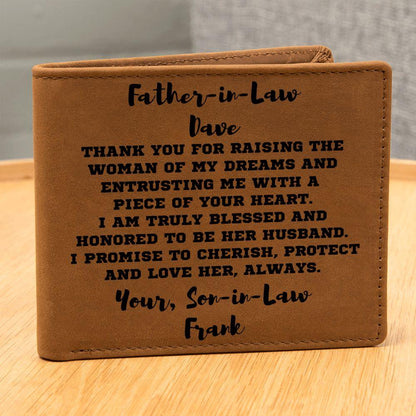 Father-in-Law
Dave
THANK YOU FOR RAISING THE
WOMAN OF MY DREAMS AND
ENTRUSTING ME WITH A
PIECE OF YOUR HEART.
I AM TRULY BLESSED AND
HONORED TO BE HER HUSBAND.
I PROMISE TO CHERISH, PROTECT
AND LOVE HER, ALWAYS.
Your, Son-in-Law
Frank